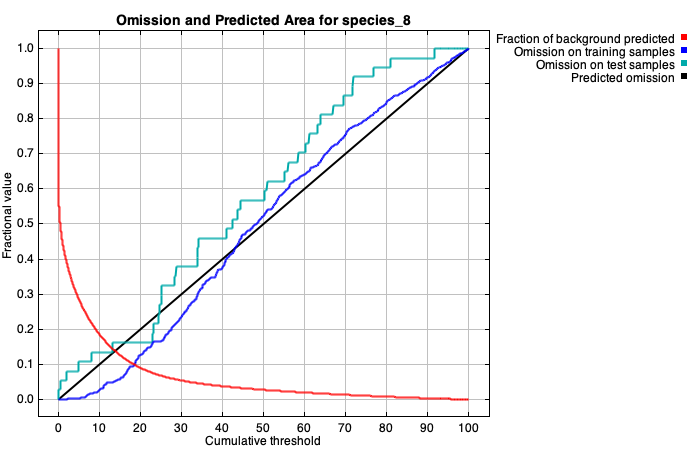 Omission and Predicted Area for species_8
Fraction of background predicted
Omission on training samples
Omission on test samples
Predicted omission
Fractional value
1.0
0.9
0.8
0.7
0.6
0.5
0.4
0.3
0.2
0.1
0.0
0 10 20 30 40 50 60 70 80 90 100
Cumulative threshold